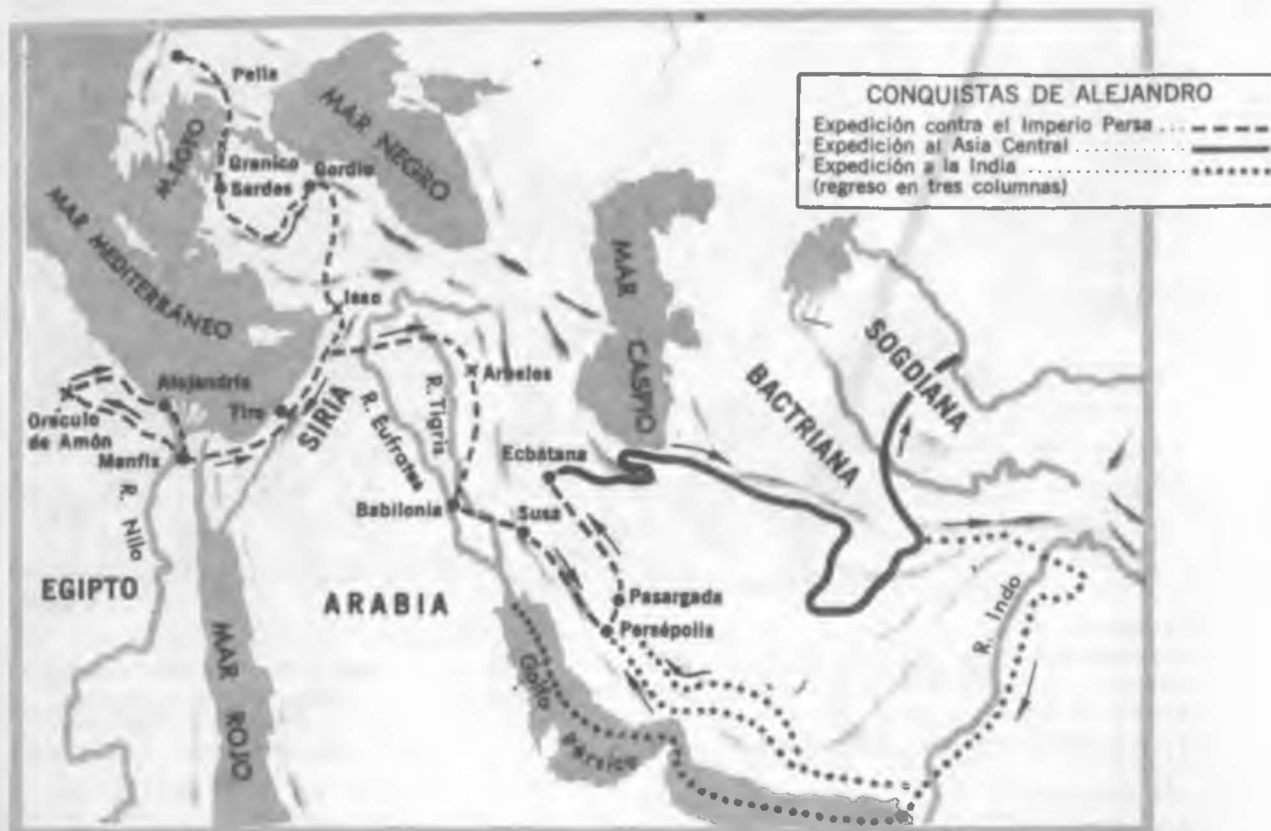 CONQUISTAS DE ALEJANDRO
Expedición contra el Imperio Persa ...
Expedición al Asia Central ...........
Expedición a la India ...........
(regreso en tres columnas)
Pella
MAR NEGRO
M. EGEO
Granico
Sardes
Gordio
MAR MEDITERRÁNEO
Isso
MAR CASPIO
SOGDIANA
BACTRIANA
Alejandría
Tiro
SIRIA
R. Tigris
Arbelas
R. Eufrates
Oráculo
de Amón
Menfis
R. Nilo
Ecbátana
Babilonia
Susa
EGIPTO
ARABIA
Pasargada
Persépolis
R. Indo
MAR ROJO
Golfo
Pérsico